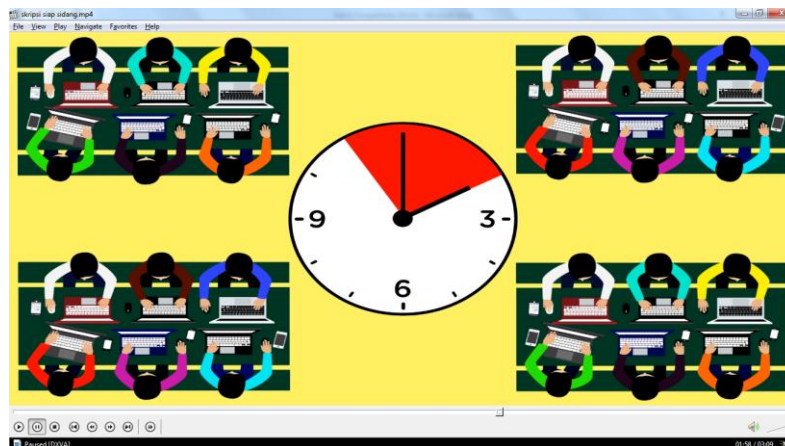 skripsi siap sidang.mp4
File View Play Navigate Favorites Help
9 3
6
Paused [DXVA] 01:58 / 03:09